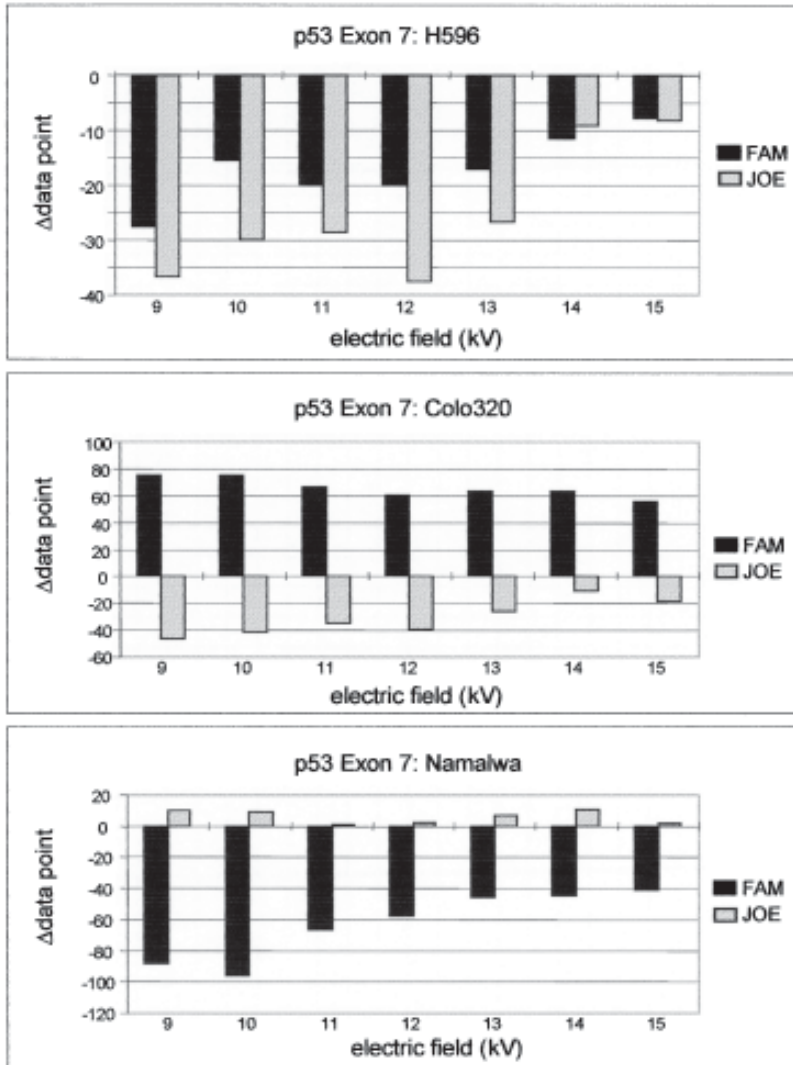 p53 Exon 7: H596
0
-10
-20
-30
-40
Δdata point
9 10 11 12 13 14 15
electric field (kV)
FAM
JOE
p53 Exon 7: Colo320
100
80
60
40
20
0
-20
-40
-60
Δdata point
9 10 11 12 13 14 15
electric field (kV)
FAM
JOE
p53 Exon 7: Namalwa
20
0
-20
-40
-60
-80
-100
-120
Δdata point
9 10 11 12 13 14 15
electric field (kV)
FAM
JOE